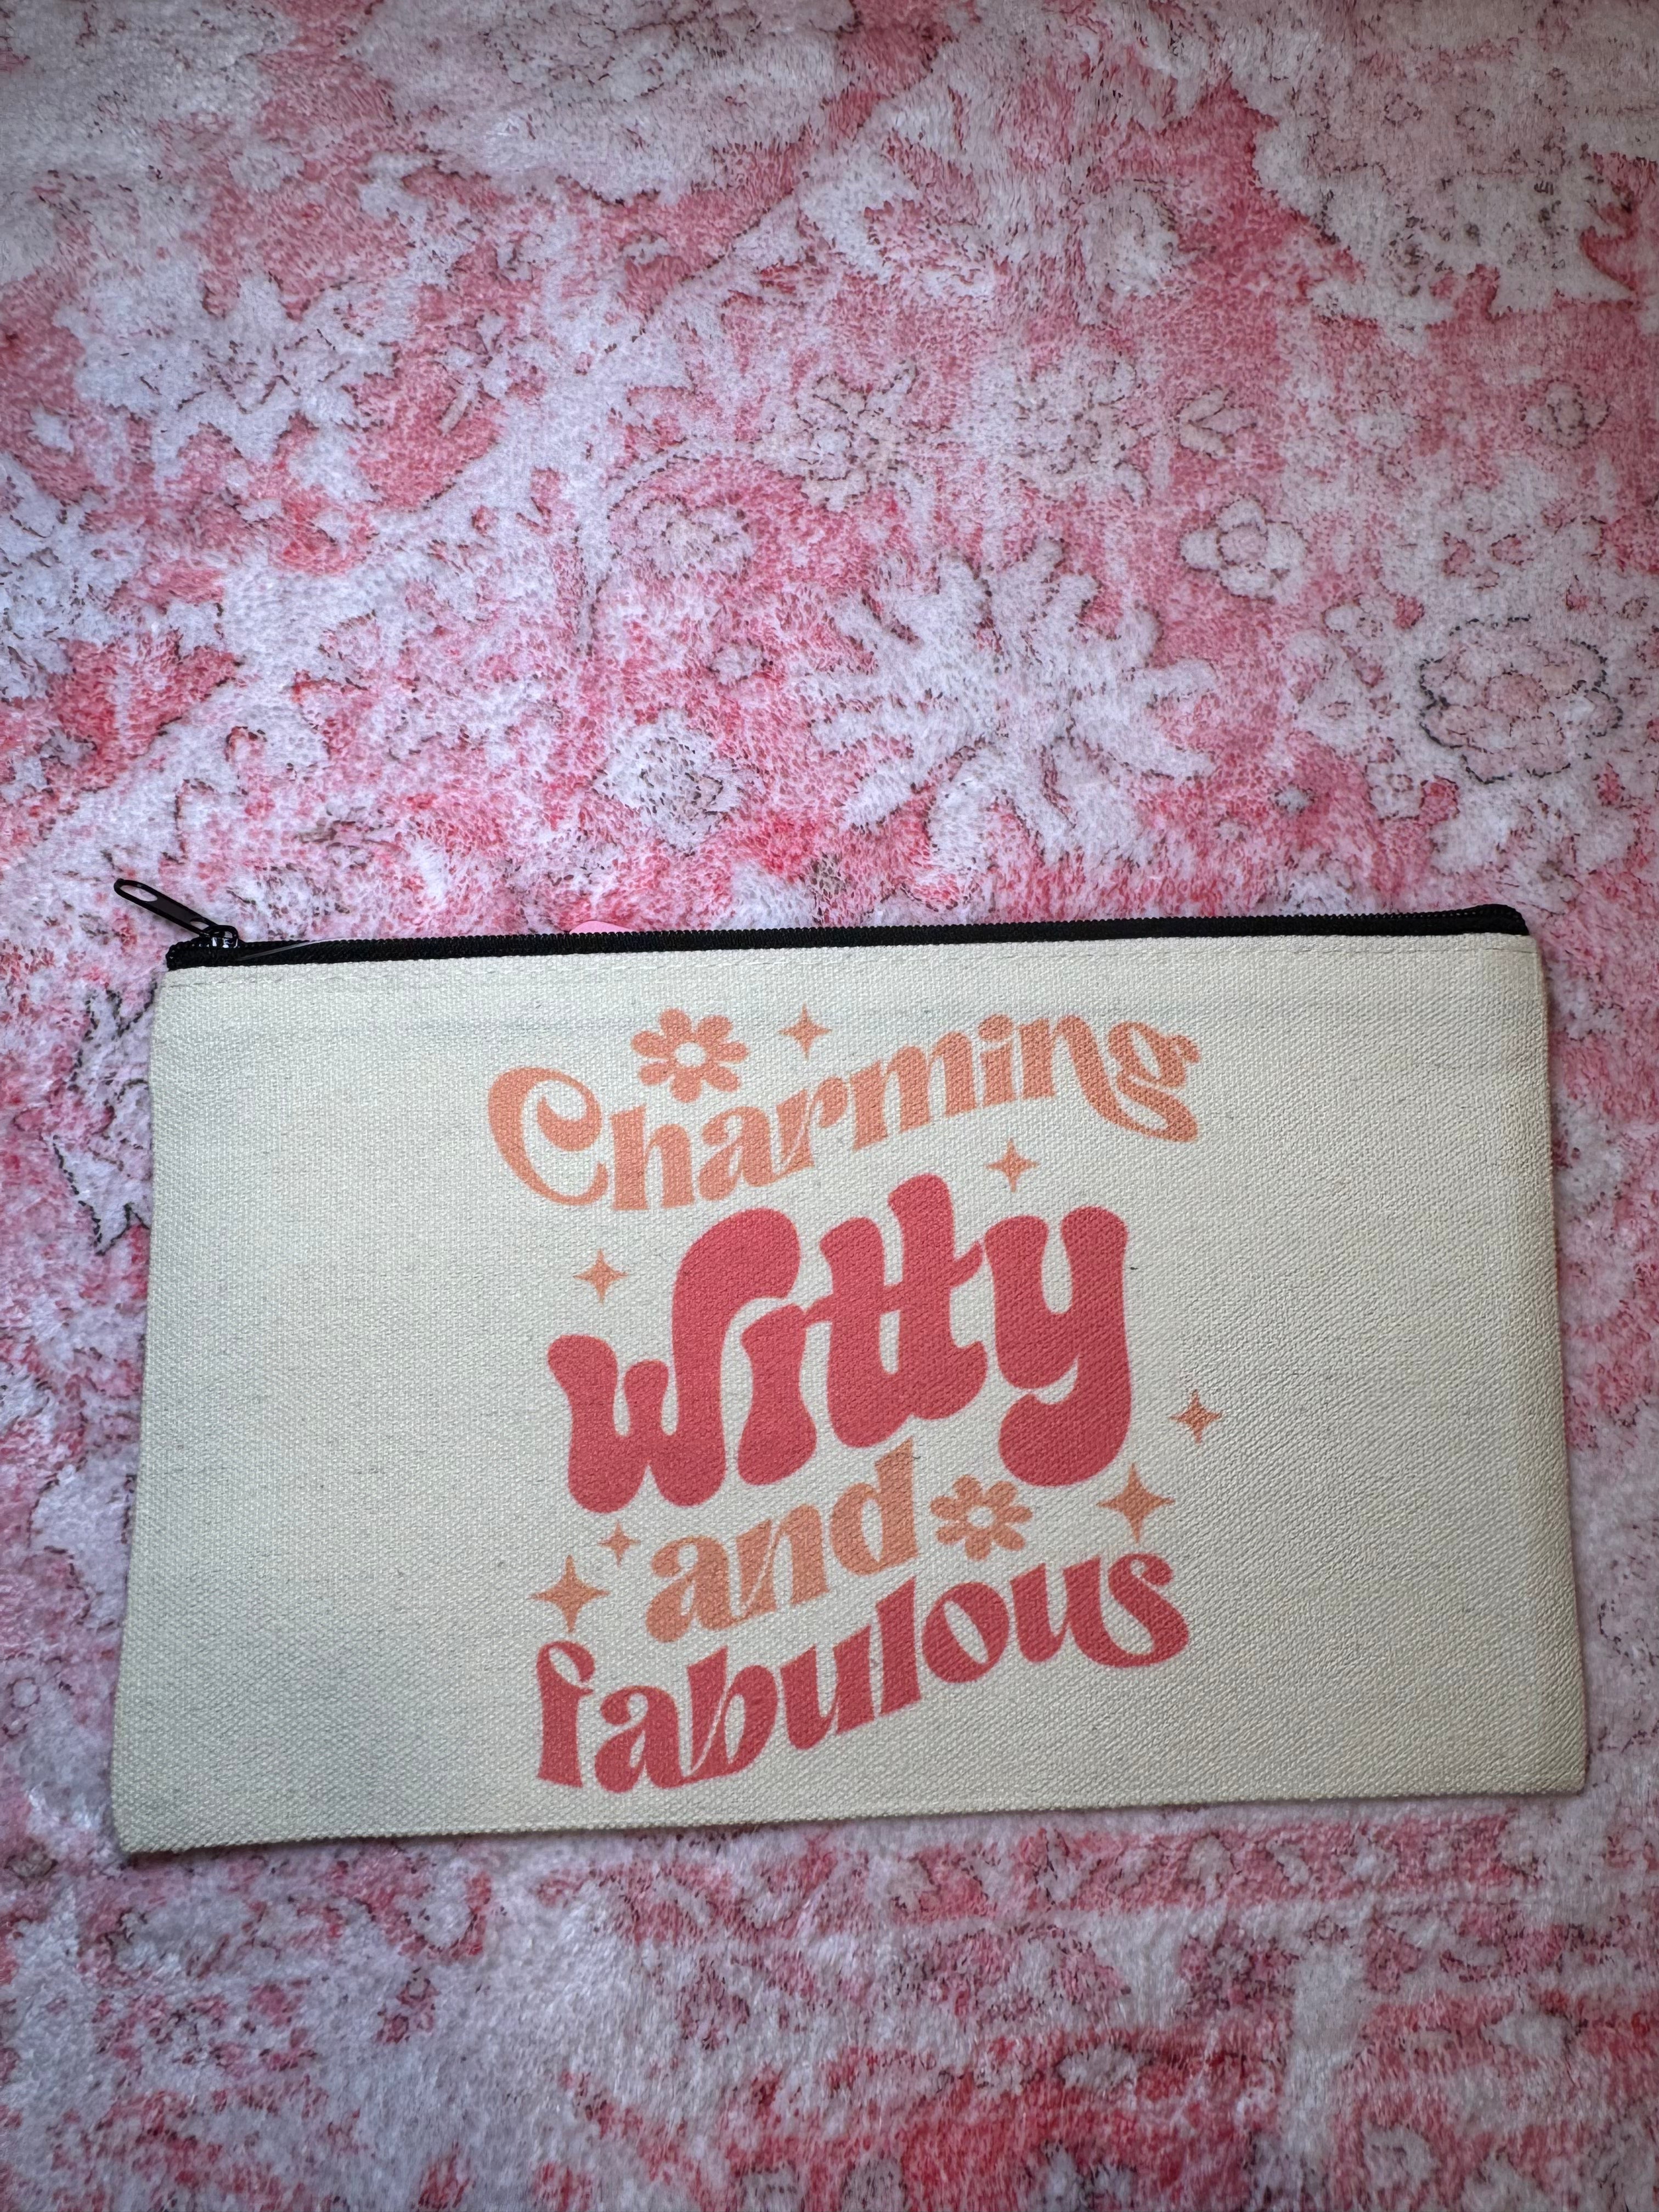 Charming
witty
and
fabulous